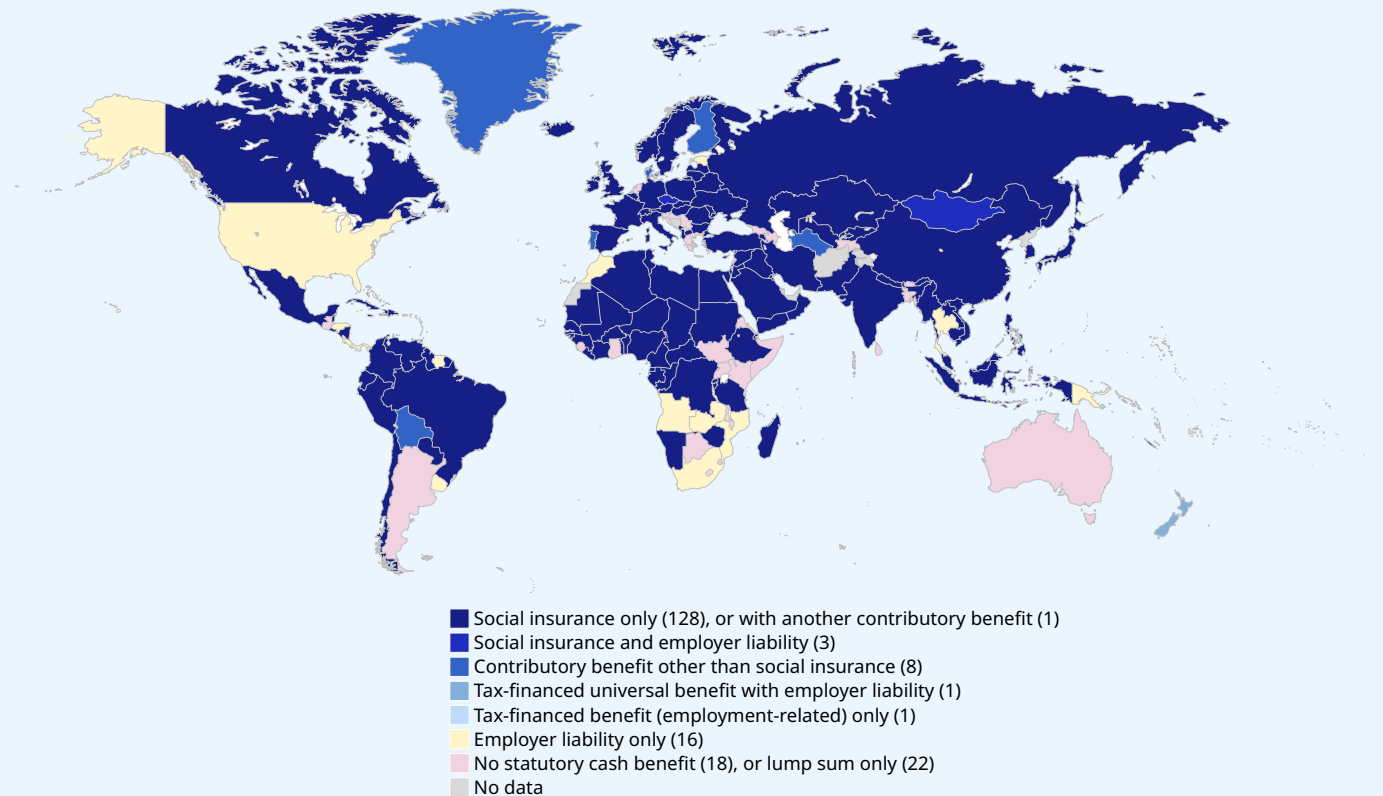 Social insurance only (128), or with another contributory benefit (1)
Social insurance and employer liability (3)
Contributory benefit other than social insurance (8)
Tax-financed universal benefit with employer liability (1)
Tax-financed benefit (employment-related) only (1)
Employer liability only (16)
No statutory cash benefit (18), or lump sum only (22)
No data